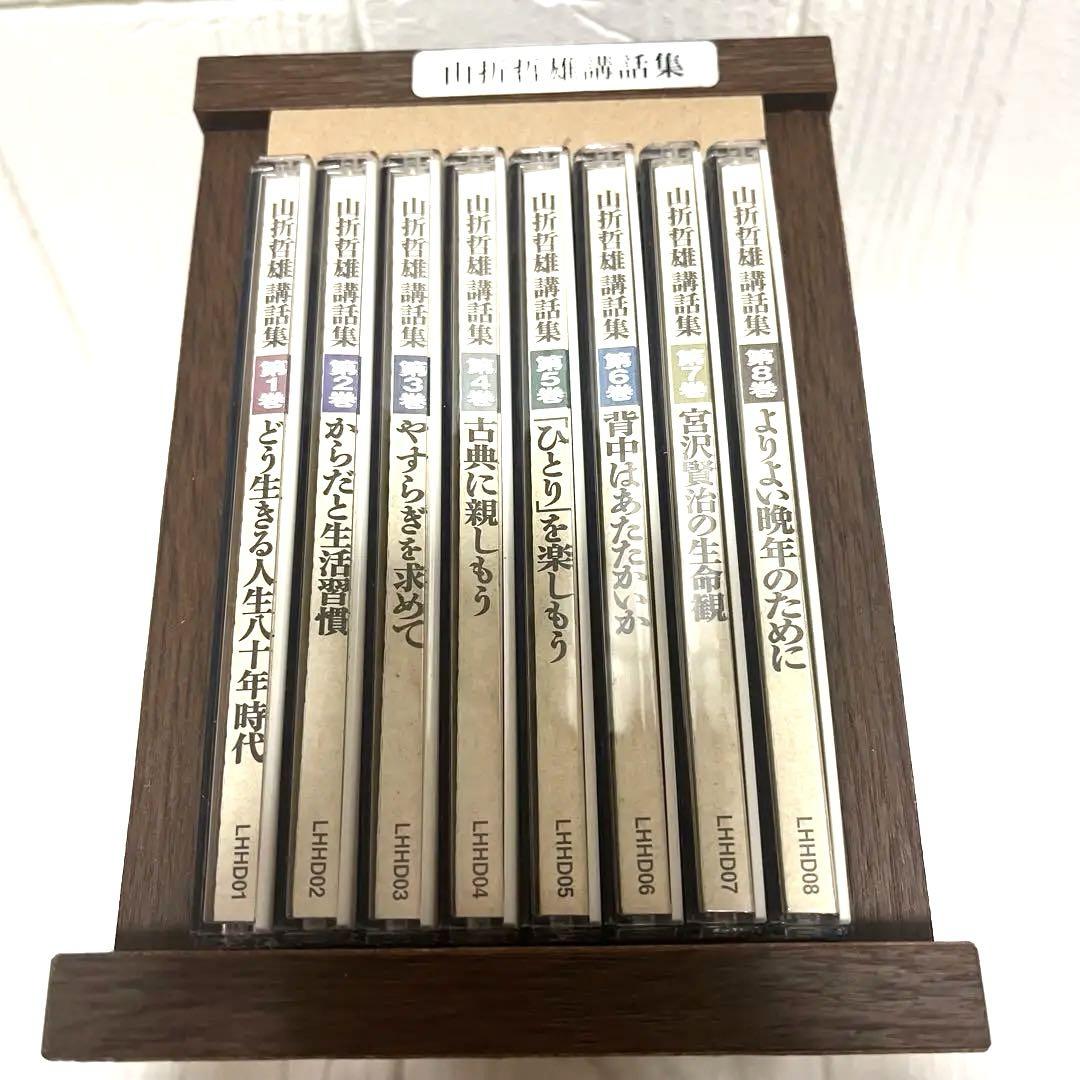 山折哲雄講話集
山折哲雄講話集 第1巻 どう生きる人生八十年時代 LHHD01
山折哲雄講話集 第2巻 からだと生活習慣 LHHD02
山折哲雄講話集 第3巻 やすらぎを求めて LHHD03
山折哲雄講話集 第4巻 古典に親しもう LHHD04
山折哲雄講話集 第5巻 「ひとり」を楽しもう LHHD05
山折哲雄講話集 第6巻 背中はあたたかいか LHHD06
山折哲雄講話集 第7巻 宮沢賢治の生命観 LHHD07
山折哲雄講話集 第8巻 よりよい晩年のために LHHD08